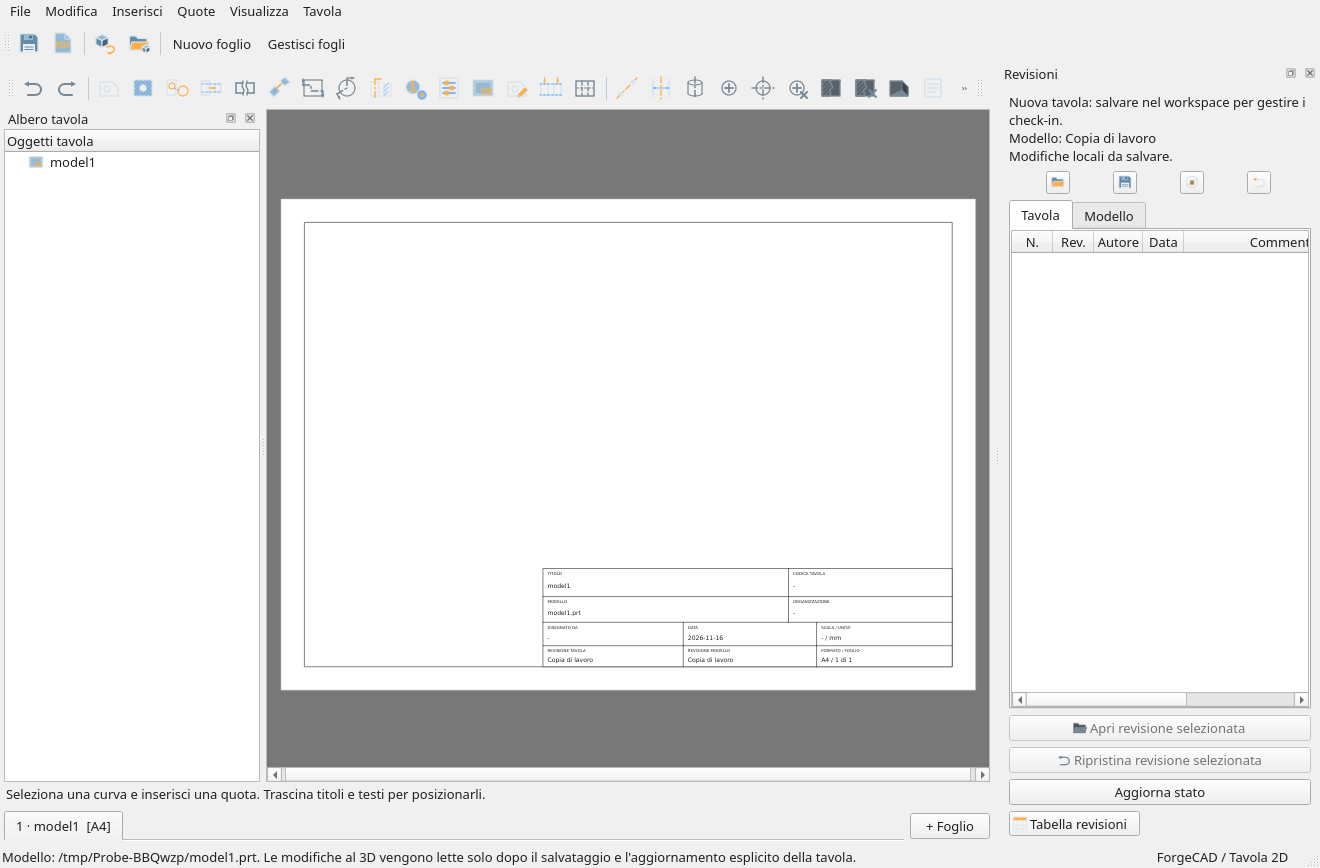 File Modifica Inserisci Quote Visualizza Tavola
Nuovo foglio Gestisci fogli
Revisioni
Nuova tavola: salvare nel workspace per gestire i
check-in.
Modello: Copia di lavoro
Modifiche locali da salvare.
Albero tavola
Oggetti tavola
model1
Tavola Modello
N. Rev. Autore Data Comment
TITOLO
model1
CODICE TAVOLA
-
MODELLO
model1.prt
ORGANIZZAZIONE
-
DISEGNATO DA
-
DATA
2026-11-16
SCALA / UNITA'
- / mm
REVISIONE TAVOLA
Copia di lavoro
REVISIONE MODELLO
Copia di lavoro
FORMATO / FOGLIO
A4 / 1 di 1
Apri revisione selezionata
Ripristina revisione selezionata
Aggiorna stato
Tabella revisioni
Seleziona una curva e inserisci una quota. Trascina titoli e testi per posizionarli.
1 · model1 [A4]
+ Foglio
Modello: /tmp/Probe-BBQwzp/model1.prt. Le modifiche al 3D vengono lette solo dopo il salvataggio e l'aggiornamento esplicito della tavola.
ForgeCAD / Tavola 2D